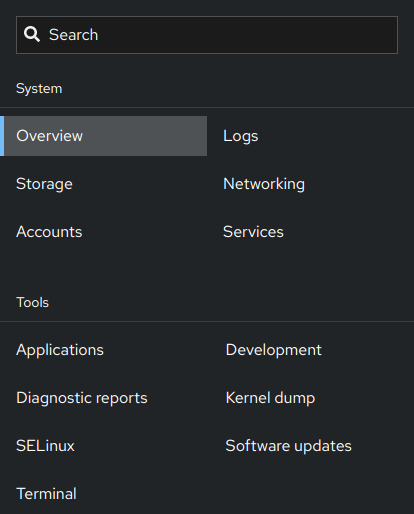 Search
System
Overview
Logs
Storage
Networking
Accounts
Services
Tools
Applications
Development
Diagnostic reports
Kernel dump
SELinux
Software updates
Terminal